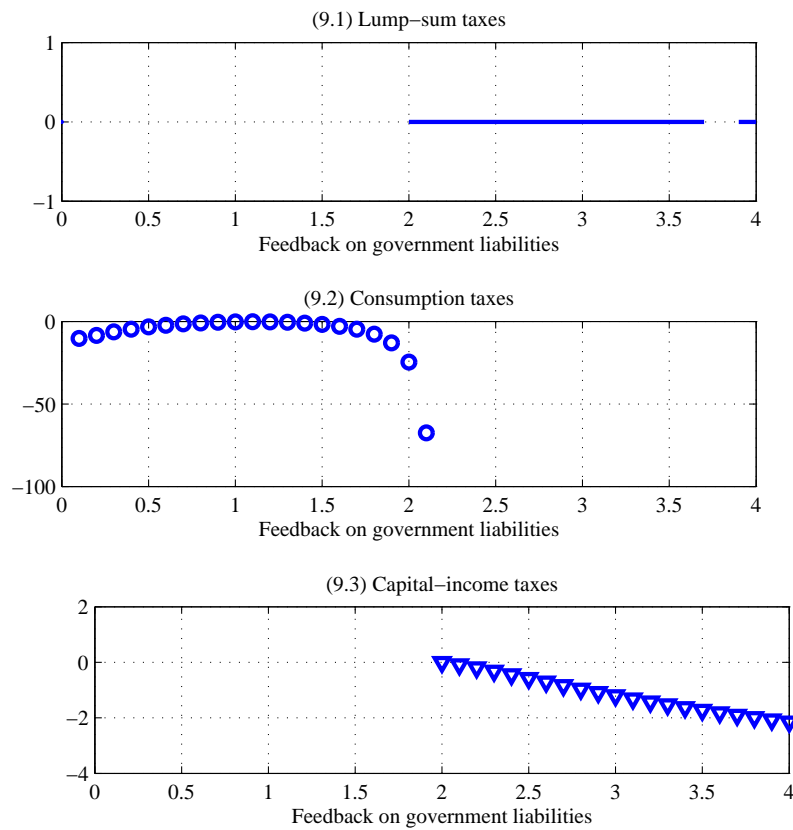 (9.1) Lump−sum taxes
1
0
−1
0 0.5 1 1.5 2 2.5 3 3.5 4
Feedback on government liabilities
(9.2) Consumption taxes
0
−50
−100
0 0.5 1 1.5 2 2.5 3 3.5 4
Feedback on government liabilities
(9.3) Capital−income taxes
2
0
−2
−4
0 0.5 1 1.5 2 2.5 3 3.5 4
Feedback on government liabilities